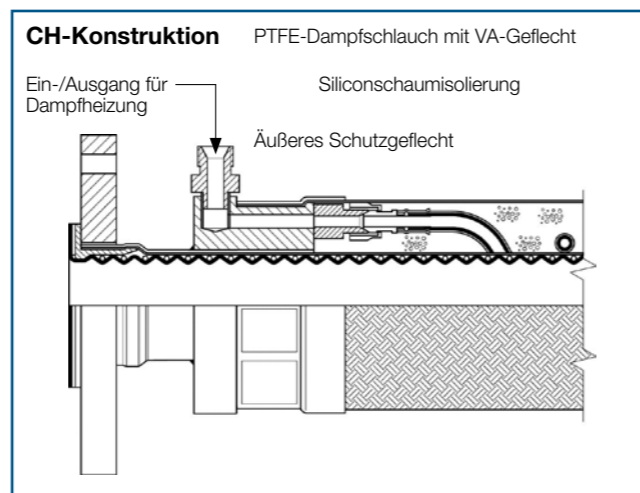 CH-Konstruktion
PTFE-Dampfschlauch mit VA-Geflecht
Ein-/Ausgang für
Dampfheizung
Siliconschaumisolierung
Äußeres Schutzgeflecht